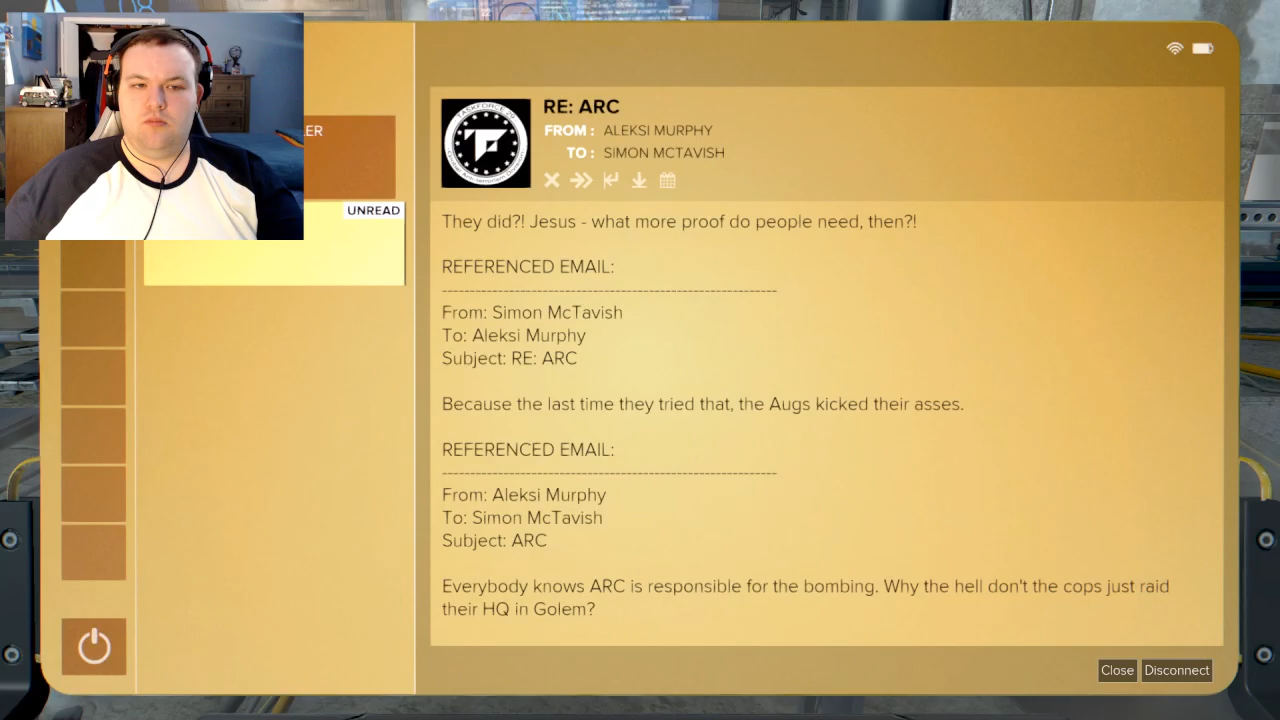 ER
UNREAD
RE: ARC
FROM : ALEKSI MURPHY
TO : SIMON MCTAVISH
They did?! Jesus - what more proof do people need, then?!
REFERENCED EMAIL:
--------------------------------------------------------
From: Simon McTavish
To: Aleksi Murphy
Subject: RE: ARC
Because the last time they tried that, the Augs kicked their asses.
REFERENCED EMAIL:
--------------------------------------------------------
From: Aleksi Murphy
To: Simon McTavish
Subject: ARC
Everybody knows ARC is responsible for the bombing. Why the hell don't the cops just raid
their HQ in Golem?
Close Disconnect